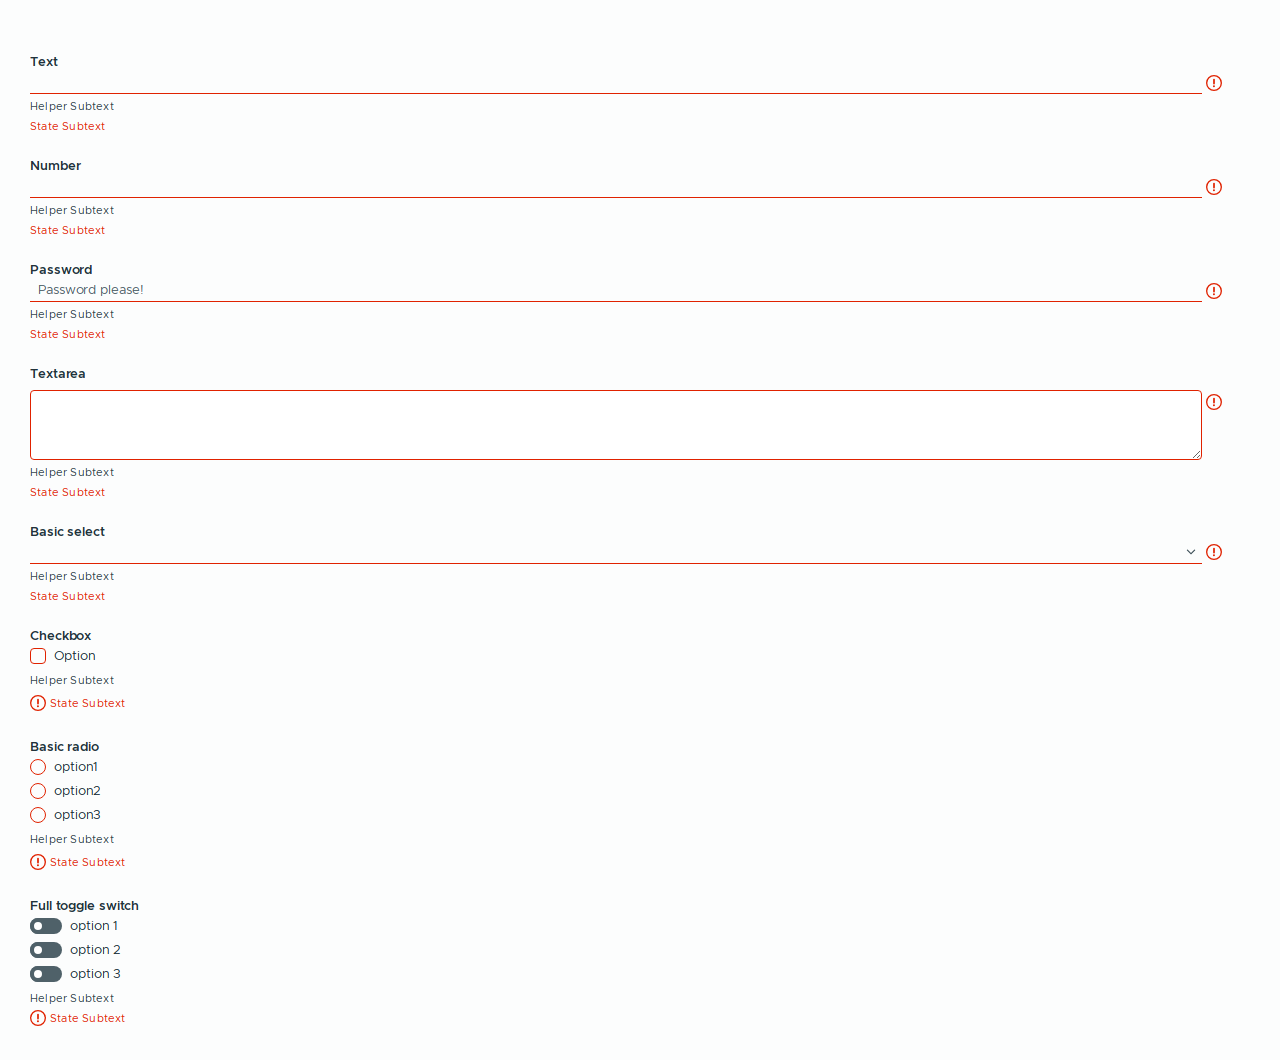 Text
Helper Subtext
State Subtext
Number
Helper Subtext
State Subtext
Password
Password please!
Helper Subtext
State Subtext
Textarea
Helper Subtext
State Subtext
Basic select
Helper Subtext
State Subtext
Checkbox
Option
Helper Subtext
State Subtext
Basic radio
option1
option2
option3
Helper Subtext
State Subtext
Full toggle switch
option 1
option 2
option 3
Helper Subtext
State Subtext